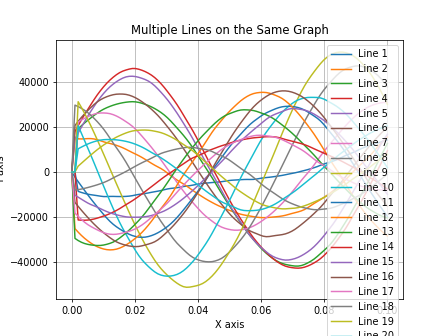 Multiple Lines on the Same Graph
40000
20000
0
−20000
−40000
0.00
0.02
0.04
0.06
0.08
X axis
Line 1
Line 2
Line 3
Line 4
Line 5
Line 6
Line 7
Line 8
Line 9
Line 10
Line 11
Line 12
Line 13
Line 14
Line 15
Line 16
Line 17
Line 18
Line 19
Line 20